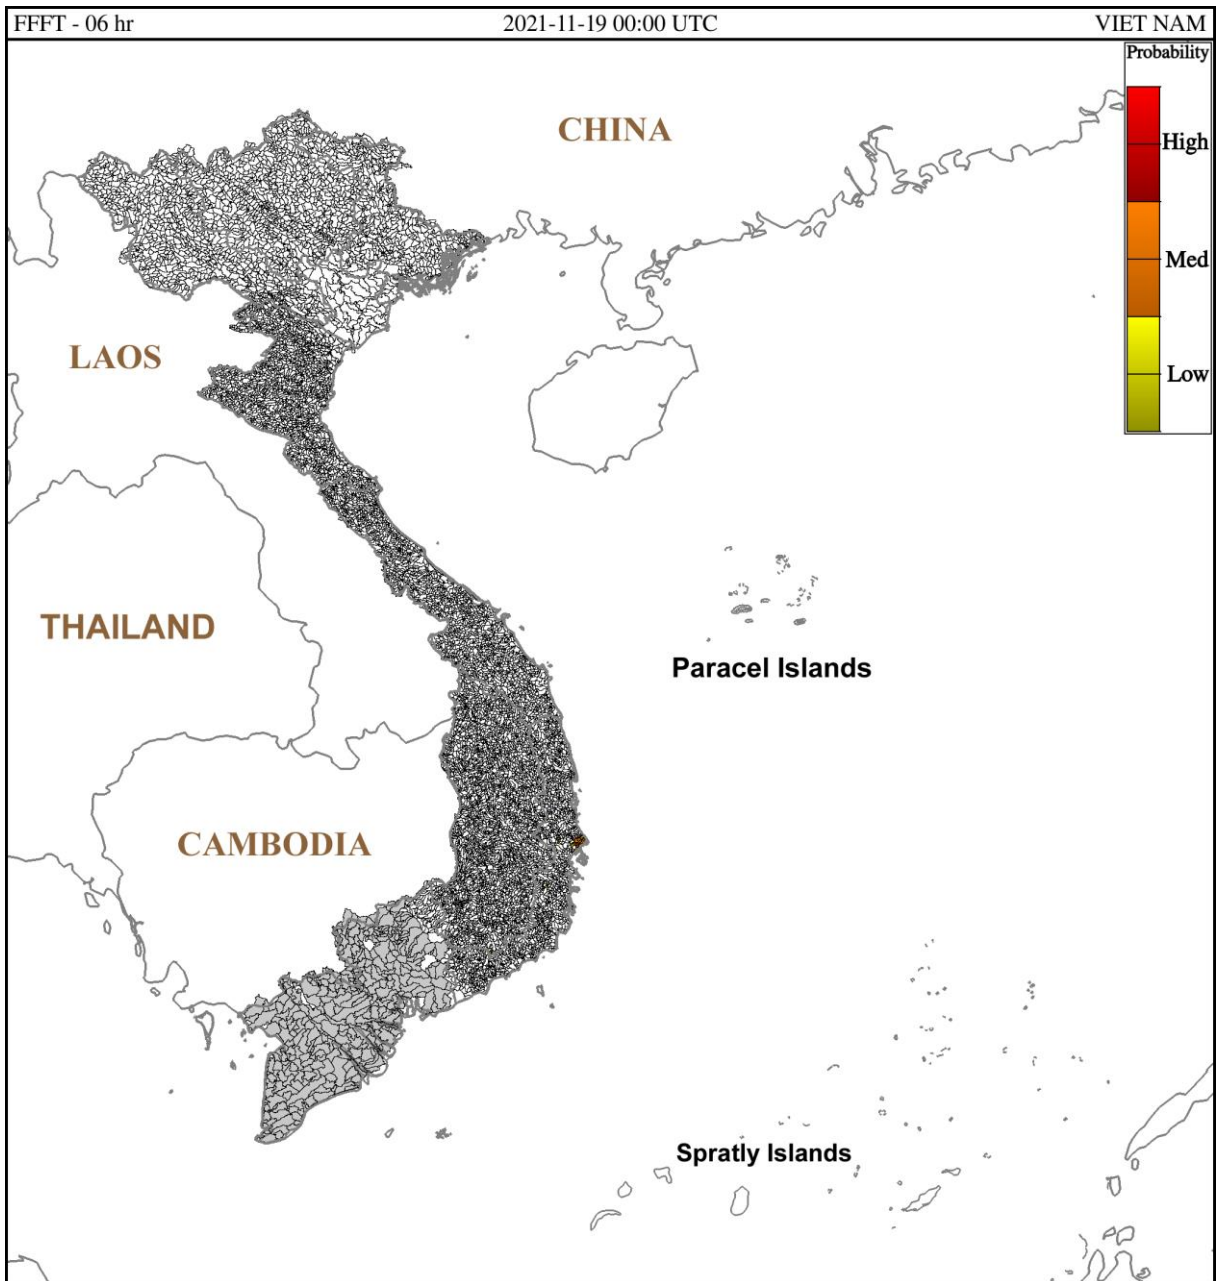 FFFT - 06 hr 2021-11-19 00:00 UTC VIET NAM
Probability
CHINA
High
Med
LAOS
Low
THAILAND
Paracel Islands
CAMBODIA
Spratly Islands